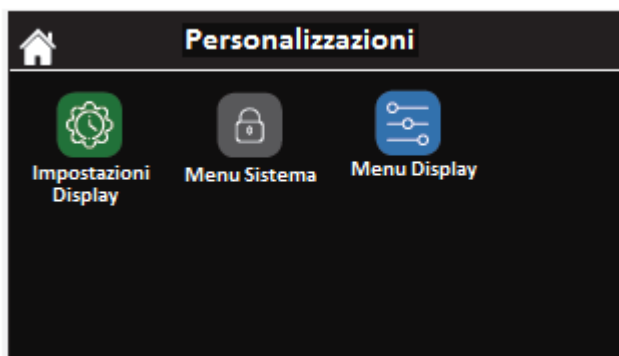 Personalizzazioni
Impostazioni
Display
Menu Sistema
Menu Display